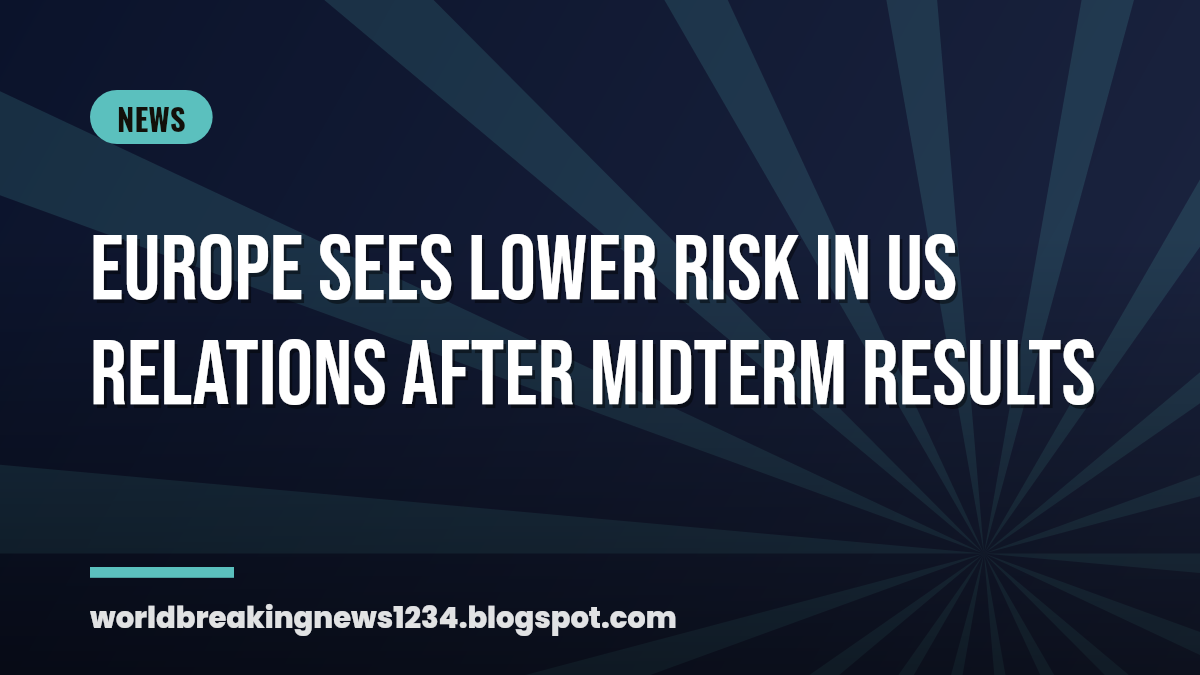 NEWS
EUROPE SEES LOWER RISK IN US
RELATIONS AFTER MIDTERM RESULTS
worldbreakingnews1234.blogspot.com